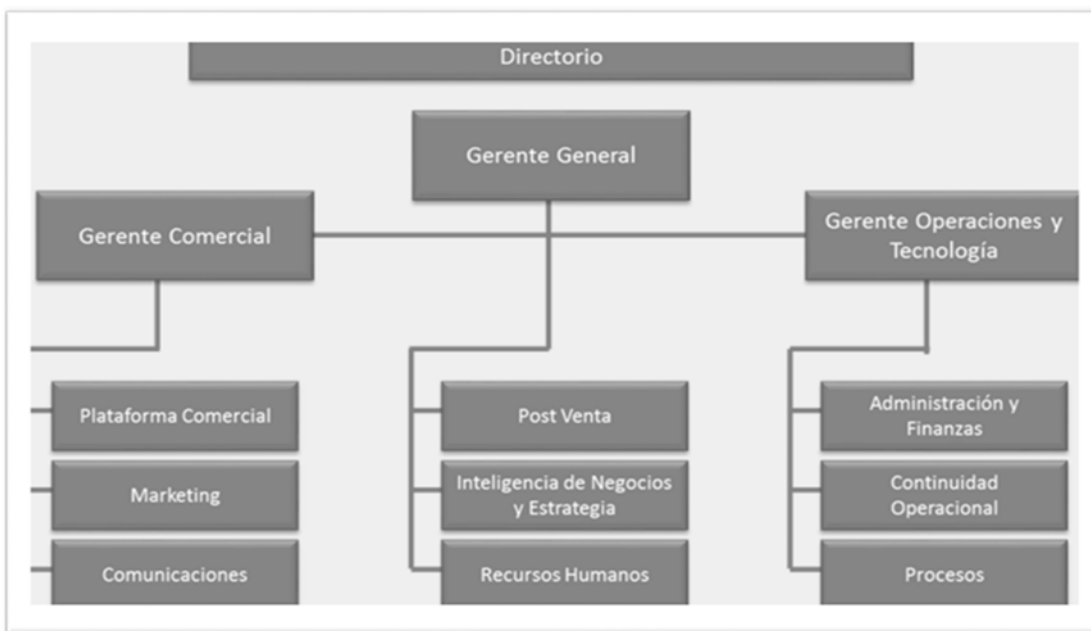 Directorio
Gerente General
Gerente Comercial
Gerente Operaciones y
Tecnología
Plataforma Comercial
Marketing
Comunicaciones
Post Venta
Inteligencia de Negocios
y Estrategia
Recursos Humanos
Administración y
Finanzas
Continuidad
Operacional
Procesos